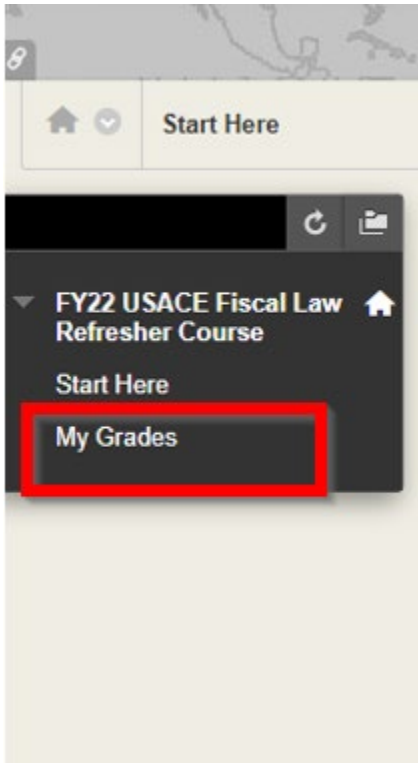 Start Here
FY22 USACE Fiscal Law
Refresher Course
Start Here
My Grades